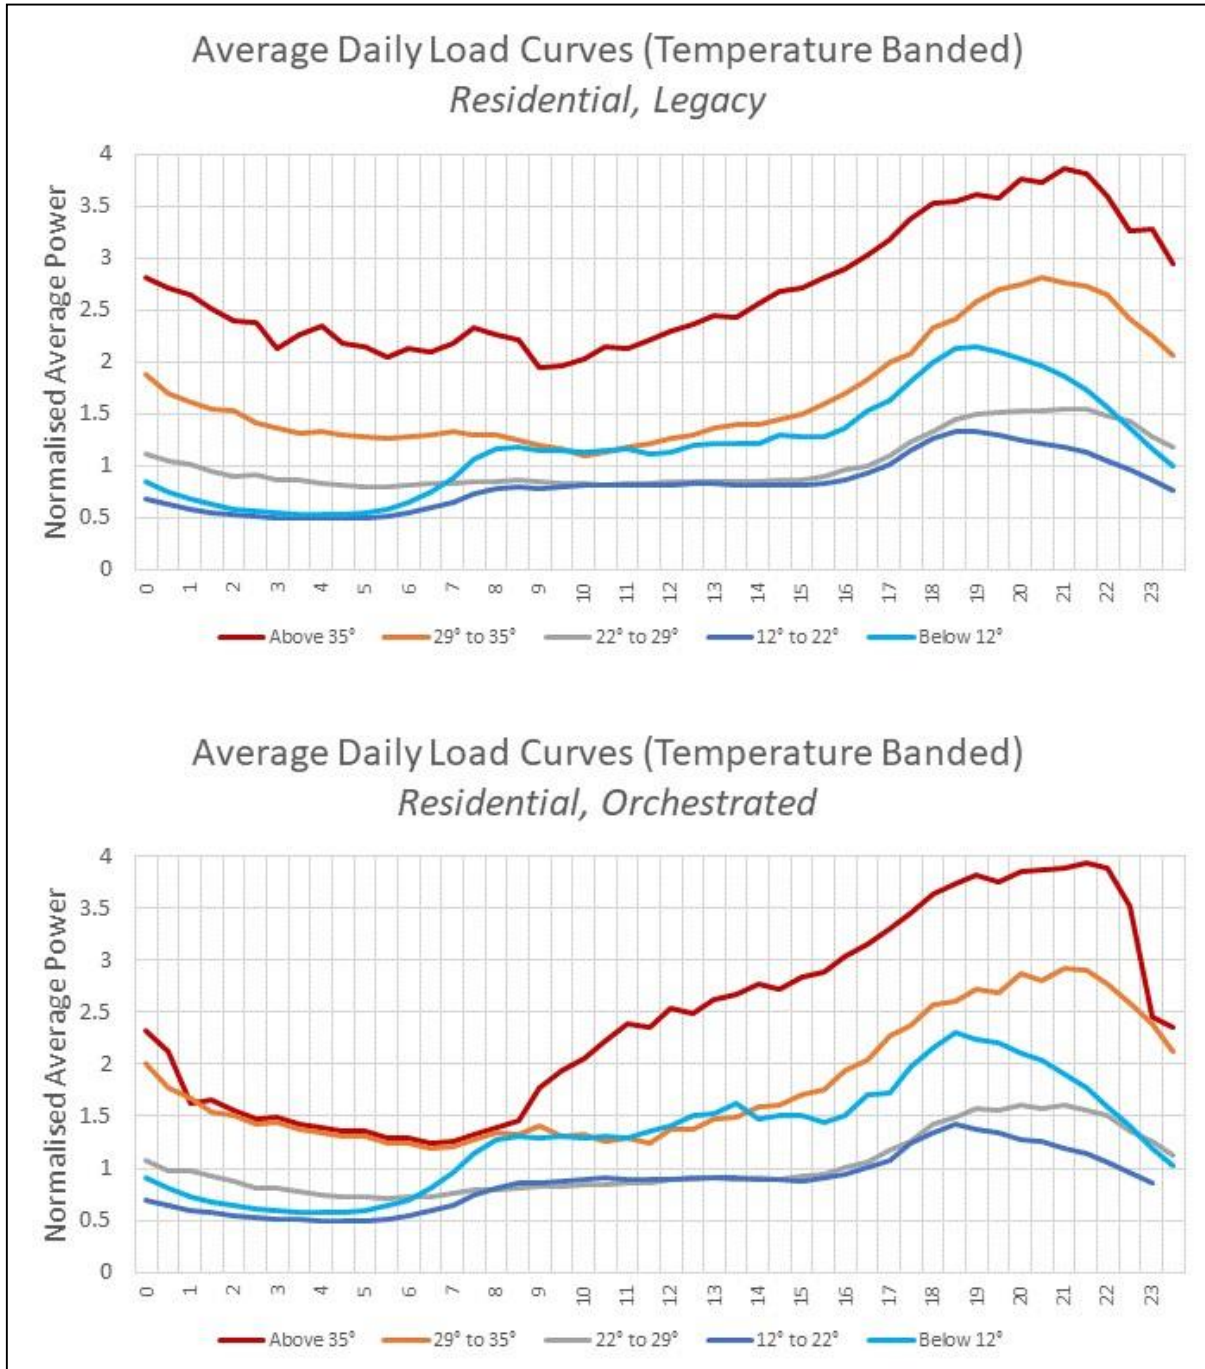 Average Daily Load Curves (Temperature Banded)
Residential, Legacy
Normalised Average Power
4
3.5
3
2.5
2
1.5
1
0.5
0
0 1 2 3 4 5 6 7 8 9 10 11 12 13 14 15 16 17 18 19 20 21 22 23
Above 35° 29° to 35° 22° to 29° 12° to 22° Below 12°
Average Daily Load Curves (Temperature Banded)
Residential, Orchestrated
Normalised Average Power
4
3.5
3
2.5
2
1.5
1
0.5
0
0 1 2 3 4 5 6 7 8 9 10 11 12 13 14 15 16 17 18 19 20 21 22 23
Above 35° 29° to 35° 22° to 29° 12° to 22° Below 12°